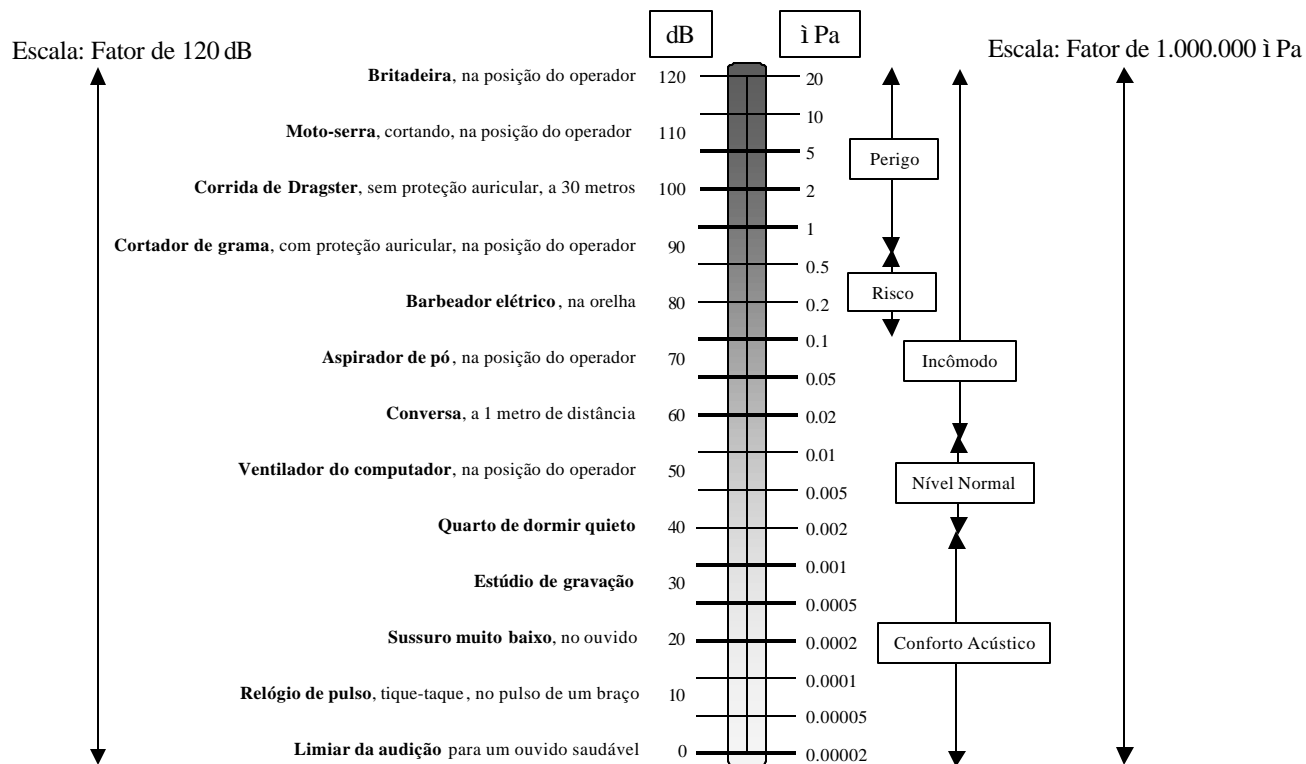 dB
ì Pa
Escala: Fator de 120 dB
Escala: Fator de 1.000.000 ì Pa
Britadeira, na posição do operador 120 20
10
Moto-serra, cortando, na posição do operador 110
5
Perigo
Corrida de Dragster, sem proteção auricular, a 30 metros 100 2
1
Cortador de grama, com proteção auricular, na posição do operador 90
0.5
Risco
Barbeador elétrico, na orelha 80 0.2
0.1
Aspirador de pó, na posição do operador 70
Incômodo
0.05
Conversa, a 1 metro de distância 60 0.02
0.01
Ventilador do computador, na posição do operador 50
Nível Normal
0.005
Quarto de dormir quieto 40 0.002
0.001
Estúdio de gravação 30
0.0005
Sussuro muito baixo, no ouvido 20 0.0002
Conforto Acústico
0.0001
Relógio de pulso, tique-taque, no pulso de um braço 10
0.00005
Limiar da audição para um ouvido saudável 0 0.00002